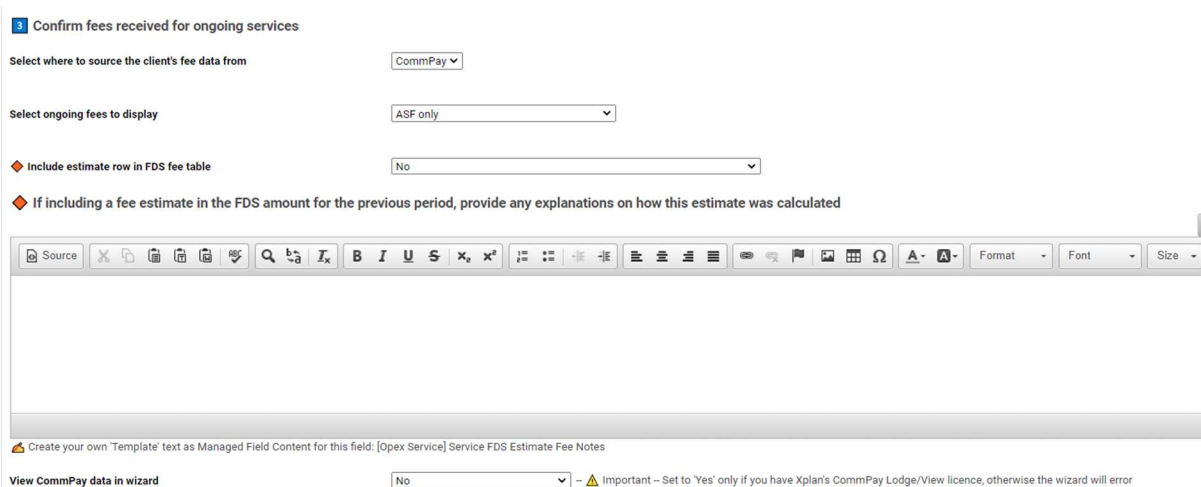 3 Confirm fees received for ongoing services
Select where to source the client's fee data from CommPay
Select ongoing fees to display ASF only
Include estimate row in FDS fee table No
If including a fee estimate in the FDS amount for the previous period, provide any explanations on how this estimate was calculated
Source ABC B I U S x₂ x² Ω A A Format Font Size
Create your own 'Template' text as Managed Field Content for this field: [Opex Service] Service FDS Estimate Fee Notes
View CommPay data in wizard No – Important -- Set to 'Yes' only if you have Xplan's CommPay Lodge/View licence, otherwise the wizard will error